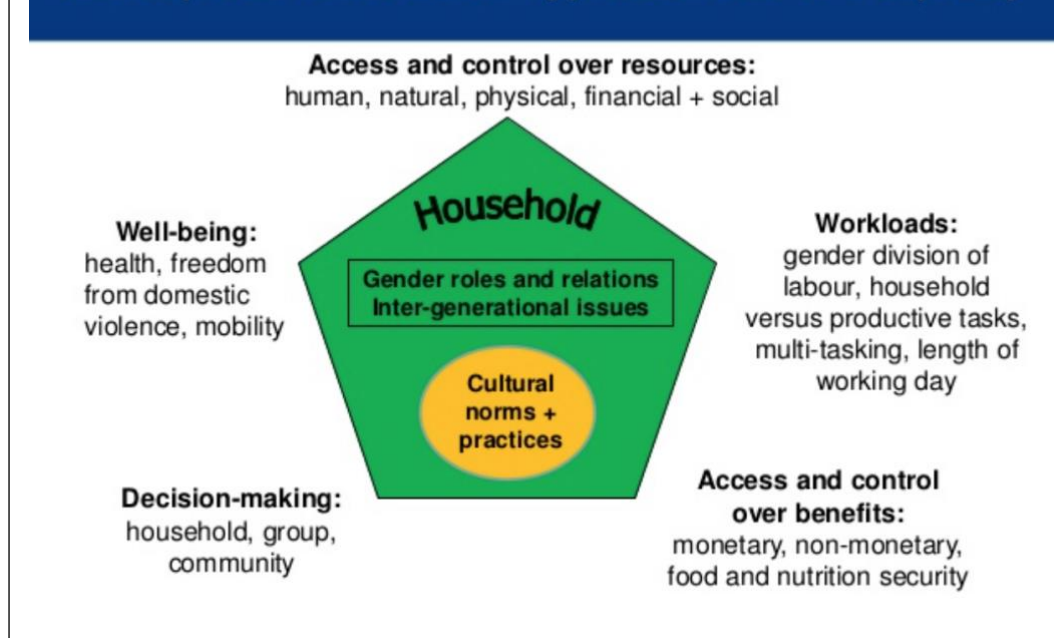 Access and control over resources:
human, natural, physical, financial + social
Household
Gender roles and relations
Inter-generational issues
Cultural
norms +
practices
Well-being:
health, freedom
from domestic
violence, mobility
Workloads:
gender division of
labour, household
versus productive tasks,
multi-tasking, length of
working day
Decision-making:
household, group,
community
Access and control
over benefits:
monetary, non-monetary,
food and nutrition security